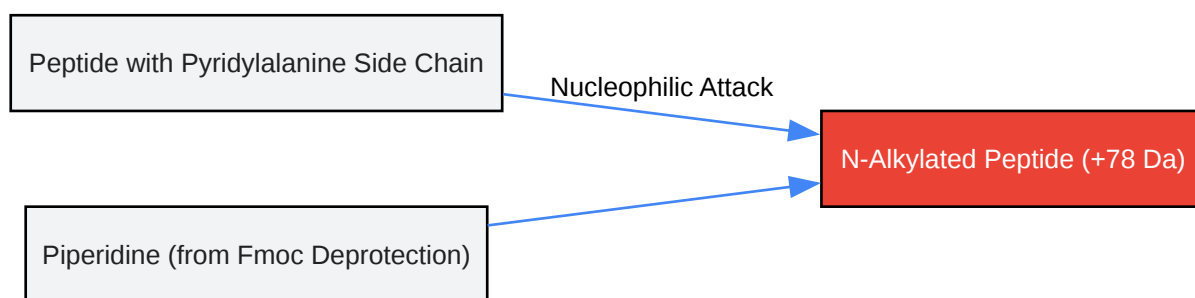 Peptide with Pyridylalanine Side Chain
Nucleophilic Attack
N-Alkylated Peptide (+78 Da)
Piperidine (from Fmoc Deprotection)